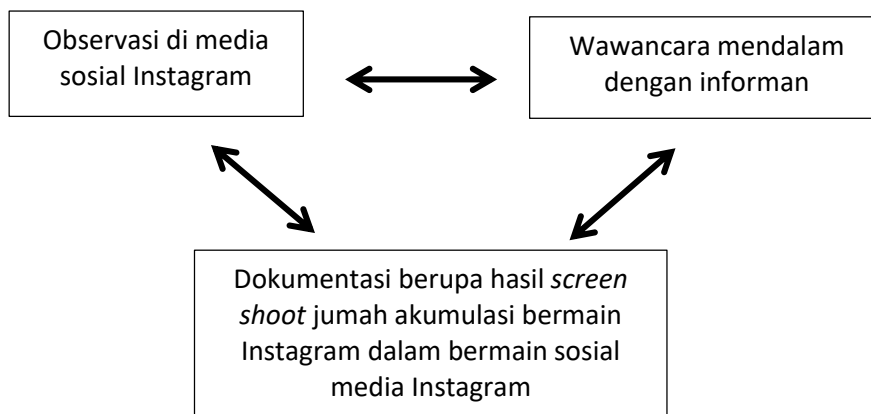 Observasi di media
sosial Instagram
Wawancara mendalam
dengan informan
Dokumentasi berupa hasil screen
shoot jumah akumulasi bermain
Instagram dalam bermain sosial
media Instagram